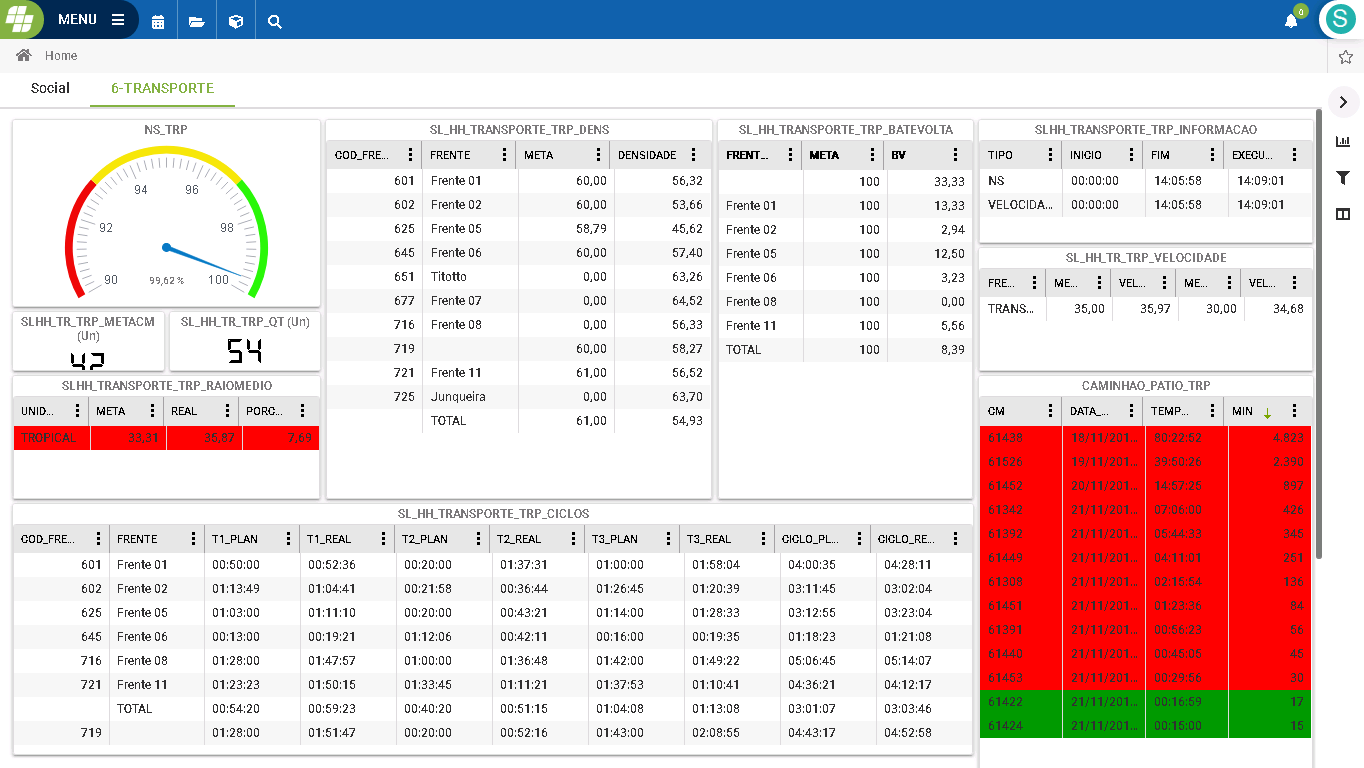 MENU
0
S
Home
Social 6-TRANSPORTE
NS_TRP
90 92 94 96 98 100
99,62 %
SLHH_TR_TRP_METACM (Un)
42
SL_HH_TR_TRP_QT (Un)
54
SLHH_TRANSPORTE_TRP_RAIOMEDIO
UNID... META REAL PORC...
TROPICAL 33,31 35,87 7,69
SL_HH_TRANSPORTE_TRP_DENS
COD_FRE... FRENTE META DENSIDADE
601 Frente 01 60,00 56,32
602 Frente 02 60,00 53,66
625 Frente 05 58,79 45,62
645 Frente 06 60,00 57,40
651 Titotto 0,00 63,26
677 Frente 07 0,00 64,52
716 Frente 08 0,00 56,33
719 60,00 58,27
721 Frente 11 61,00 56,52
725 Junqueira 0,00 63,70
TOTAL 61,00 54,93
SL_HH_TRANSPORTE_TRP_BATEVOLTA
FRENT... META BV
100 33,33
Frente 01 100 13,33
Frente 02 100 2,94
Frente 05 100 12,50
Frente 06 100 3,23
Frente 08 100 0,00
Frente 11 100 5,56
TOTAL 100 8,39
SLHH_TRANSPORTE_TRP_INFORMACAO
TIPO INICIO FIM EXECU...
NS 00:00:00 14:05:58 14:09:01
VELOCIDA... 00:00:00 14:05:58 14:09:01
SL_HH_TR_TRP_VELOCIDADE
FRE... ME... VEL... ME... VEL...
TRANS... 35,00 35,97 30,00 34,68
CAMINHAO_PATIO_TRP
CM DATA_... TEMP... MIN
61438 18/11/201... 80:22:52 4.823
61526 19/11/201... 39:50:26 2.390
61452 20/11/201... 14:57:25 897
61342 21/11/201... 07:06:00 426
61392 21/11/201... 05:44:33 345
61449 21/11/201... 04:11:01 251
61308 21/11/201... 02:15:54 136
61451 21/11/201... 01:23:36 84
61391 21/11/201... 00:56:23 56
61440 21/11/201... 00:45:06 45
61453 21/11/201... 00:29:56 30
61422 21/11/201... 00:16:59 17
61424 21/11/201... 00:15:00 15
SL_HH_TRANSPORTE_TRP_CICLOS
COD_FRE... FRENTE T1_PLAN T1_REAL T2_PLAN T2_REAL T3_PLAN T3_REAL CICLO_PL... CICLO_RE...
601 Frente 01 00:50:00 00:52:36 00:20:00 01:37:31 01:00:00 01:58:04 04:00:35 04:28:11
602 Frente 02 01:13:49 01:04:41 00:21:58 00:36:44 01:26:45 01:20:39 03:11:45 03:02:04
625 Frente 05 01:03:00 01:11:10 00:20:00 00:43:21 01:14:00 01:28:33 03:12:55 03:23:04
645 Frente 06 00:13:00 00:19:21 01:12:06 00:42:11 00:16:00 00:19:35 01:18:23 01:21:08
716 Frente 08 01:28:00 01:47:57 01:00:00 01:36:48 01:42:00 01:49:22 05:06:45 05:14:07
721 Frente 11 01:23:23 01:50:15 01:33:45 01:11:21 01:37:53 01:10:41 04:36:21 04:12:17
TOTAL 00:54:20 00:59:23 00:40:20 00:51:15 01:04:08 01:13:08 03:01:07 03:03:46
719 01:28:00 01:51:47 00:20:00 00:52:16 01:43:00 02:08:55 04:43:17 04:52:58